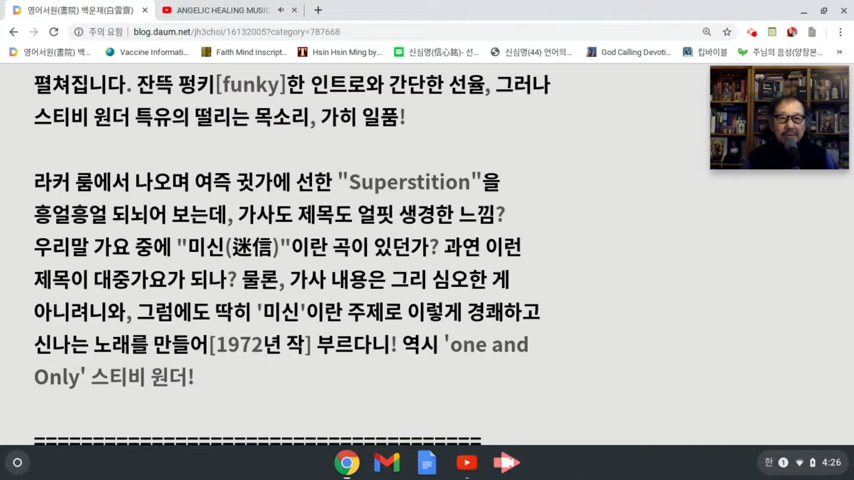 영어서원(書院) 백운재(白雲齋)
ANGELIC HEALING MUSIC
주의 요함
blog.daum.net/jh3choi/16132005?category=787668
영어서원(書院) 백...
Vaccine Informati...
Faith Mind Inscript...
Hsin Hsin Ming by...
신심명(信心銘)-...
신심명(44) 언어의...
God Calling Devoti...
킹바이블
주님의 음성(양장본...
펼쳐집니다. 잔뜩 펑키[funky]한 인트로와 간단한 선율, 그러나
스티비 원더 특유의 떨리는 목소리, 가히 일품!
라커 룸에서 나오며 여즉 귓가에 선한 "Superstition"을
흥얼흥얼 되뇌어 보는데, 가사도 제목도 얼핏 생경한 느낌?
우리말 가요 중에 "미신(迷信)"이란 곡이 있던가? 과연 이런
제목이 대중가요가 되나? 물론, 가사 내용은 그리 심오한 게
아니려니와, 그럼에도 딱히 '미신'이란 주제로 이렇게 경쾌하고
신나는 노래를 만들어[1972년 작] 부르다니! 역시 'one and
Only' 스티비 원더!
=====================================
한
1
4:26